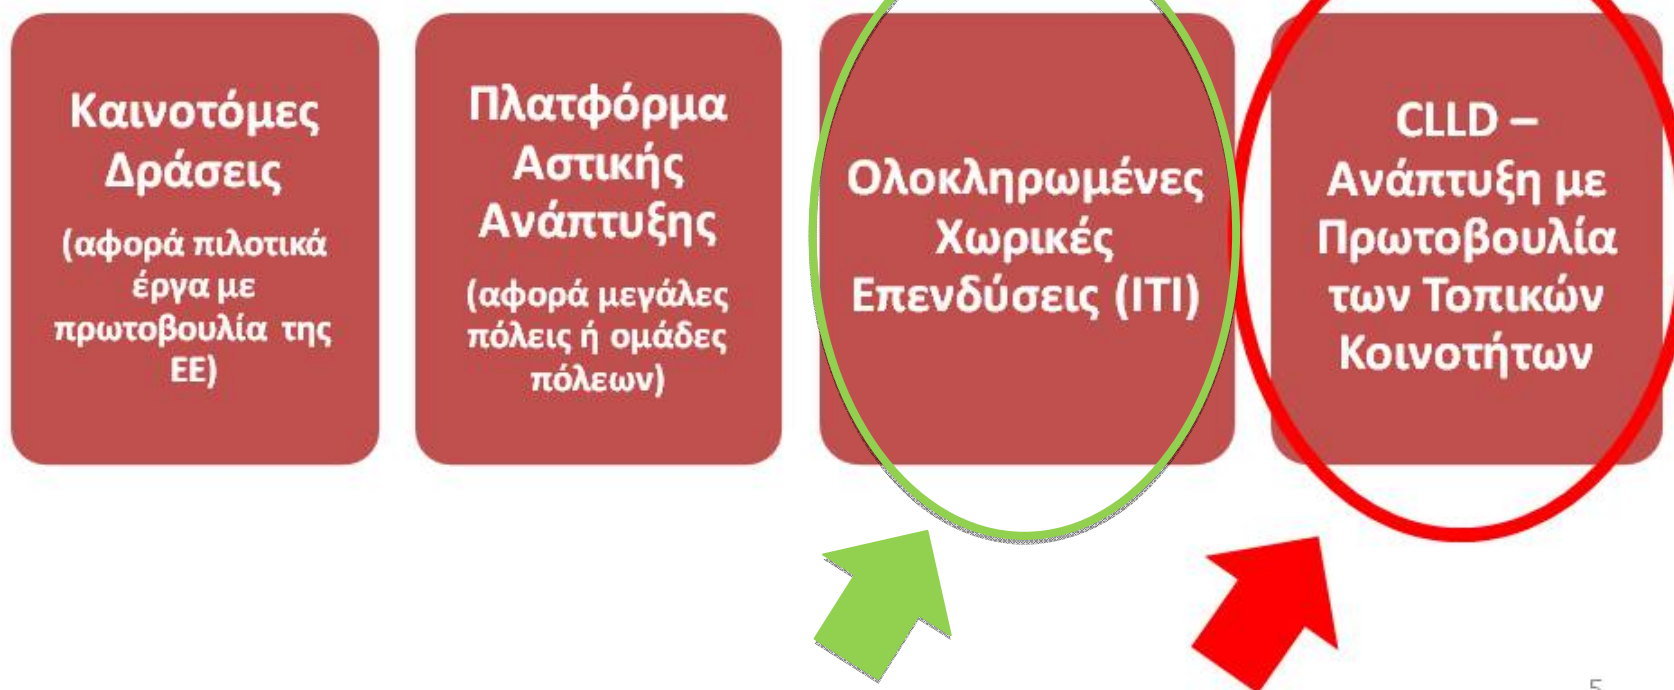 Καινοτόμες
Δράσεις
(αφορά πιλοτικά
έργα με
πρωτοβουλία της
ΕΕ)
Πλατφόρμα
Αστικής
Ανάπτυξης
(αφορά μεγάλες
πόλεις ή ομάδες
πόλεων)
Ολοκληρωμένες
Χωρικές
Επενδύσεις (ΙΤΙ)
CLLD –
Ανάπτυξη με
Πρωτοβουλία
των Τοπικών
Κοινοτήτων
5